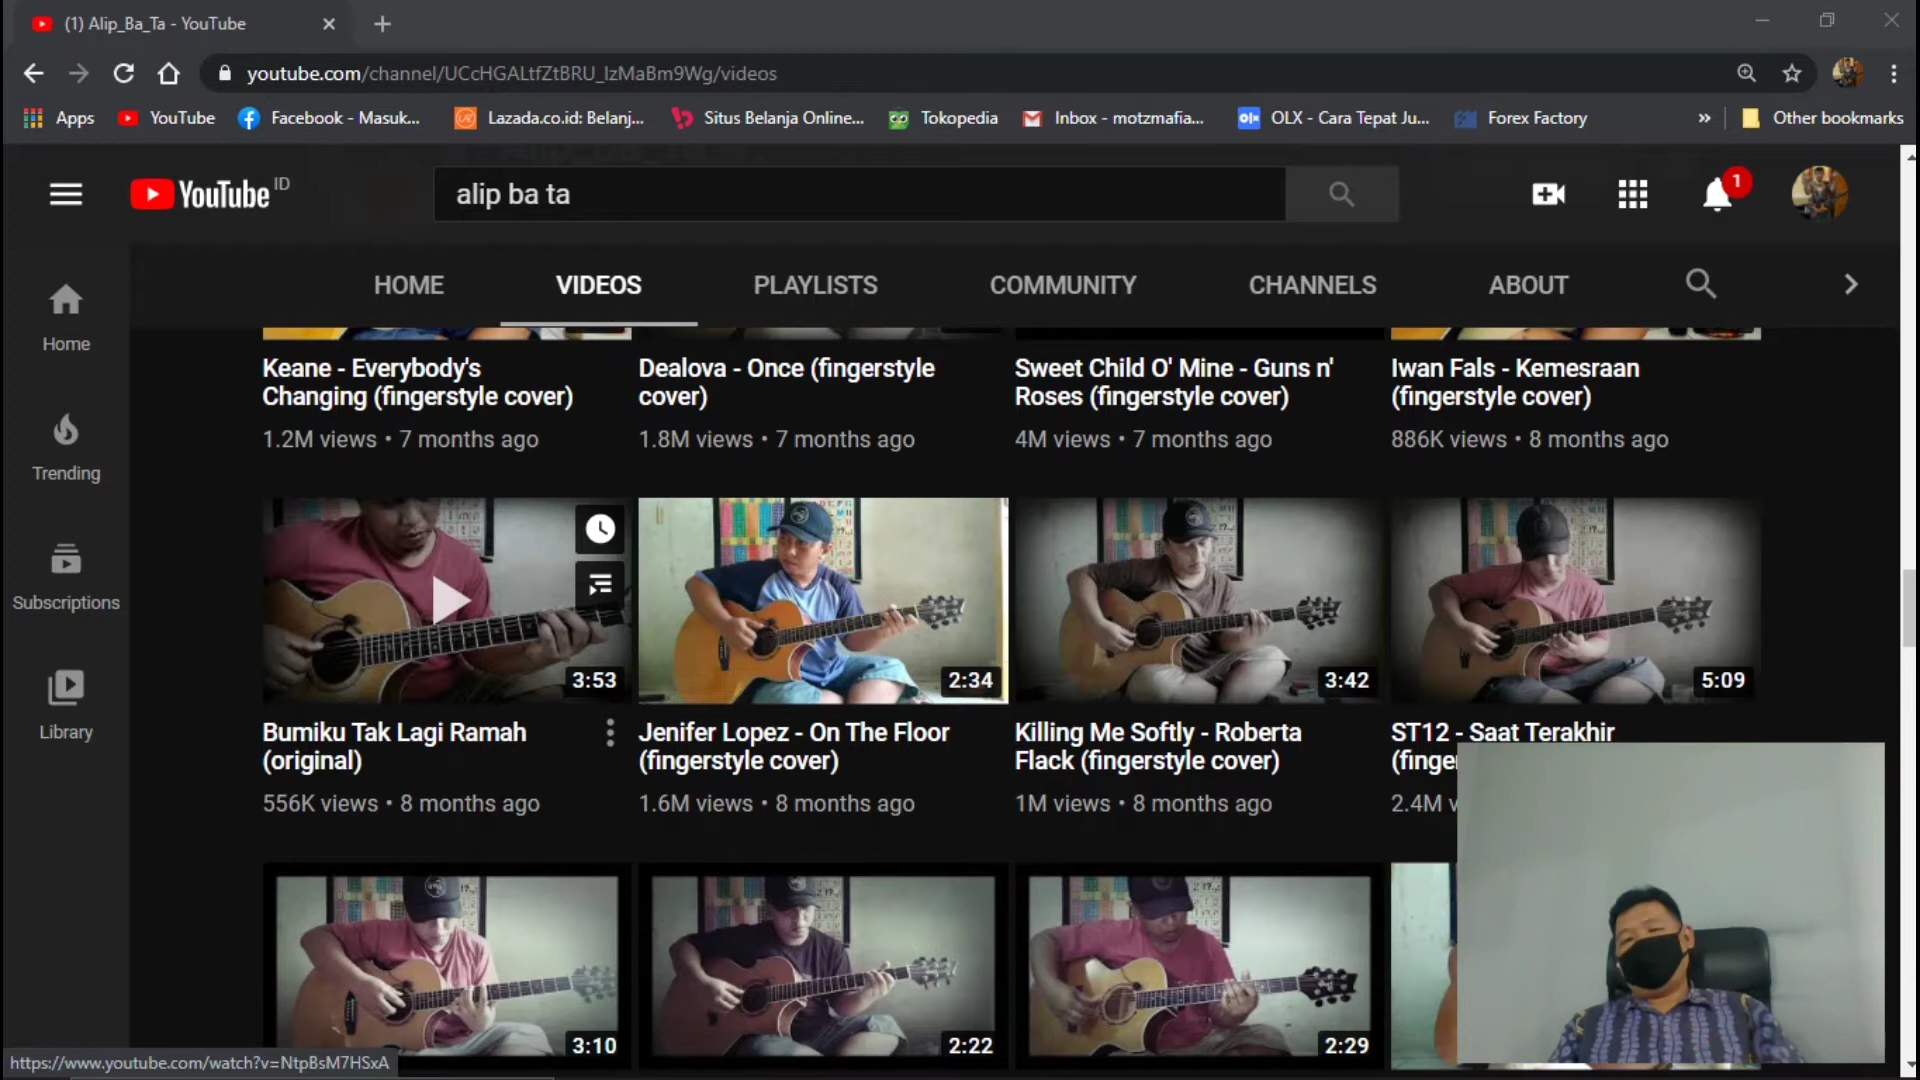 (1) Alip_Ba_Ta - YouTube
youtube.com/channel/UCcHGALtfZtBRU_IzMaBm9Wg/videos
Apps
YouTube
Facebook - Masuk...
Lazada.co.id: Belanj...
Situs Belanja Online...
Tokopedia
Inbox - motzmafia...
OLX - Cara Tepat Ju...
Forex Factory
»
Other bookmarks
YouTube ID
alip ba ta
1
HOME
VIDEOS
PLAYLISTS
COMMUNITY
CHANNELS
ABOUT
Home
Trending
Subscriptions
Library
Keane - Everybody's
Changing (fingerstyle cover)
1.2M views • 7 months ago
Dealova - Once (fingerstyle
cover)
1.8M views • 7 months ago
Sweet Child O' Mine - Guns n'
Roses (fingerstyle cover)
4M views • 7 months ago
Iwan Fals - Kemesraan
(fingerstyle cover)
886K views • 8 months ago
3:53
Bumiku Tak Lagi Ramah
(original)
556K views • 8 months ago
2:34
Jenifer Lopez - On The Floor
(fingerstyle cover)
1.6M views • 8 months ago
3:42
Killing Me Softly - Roberta
Flack (fingerstyle cover)
1M views • 8 months ago
5:09
ST12 - Saat Terakhir
(finge
2.4M v
3:10
2:22
2:29
https://www.youtube.com/watch?v=NtpBsM7HSxA